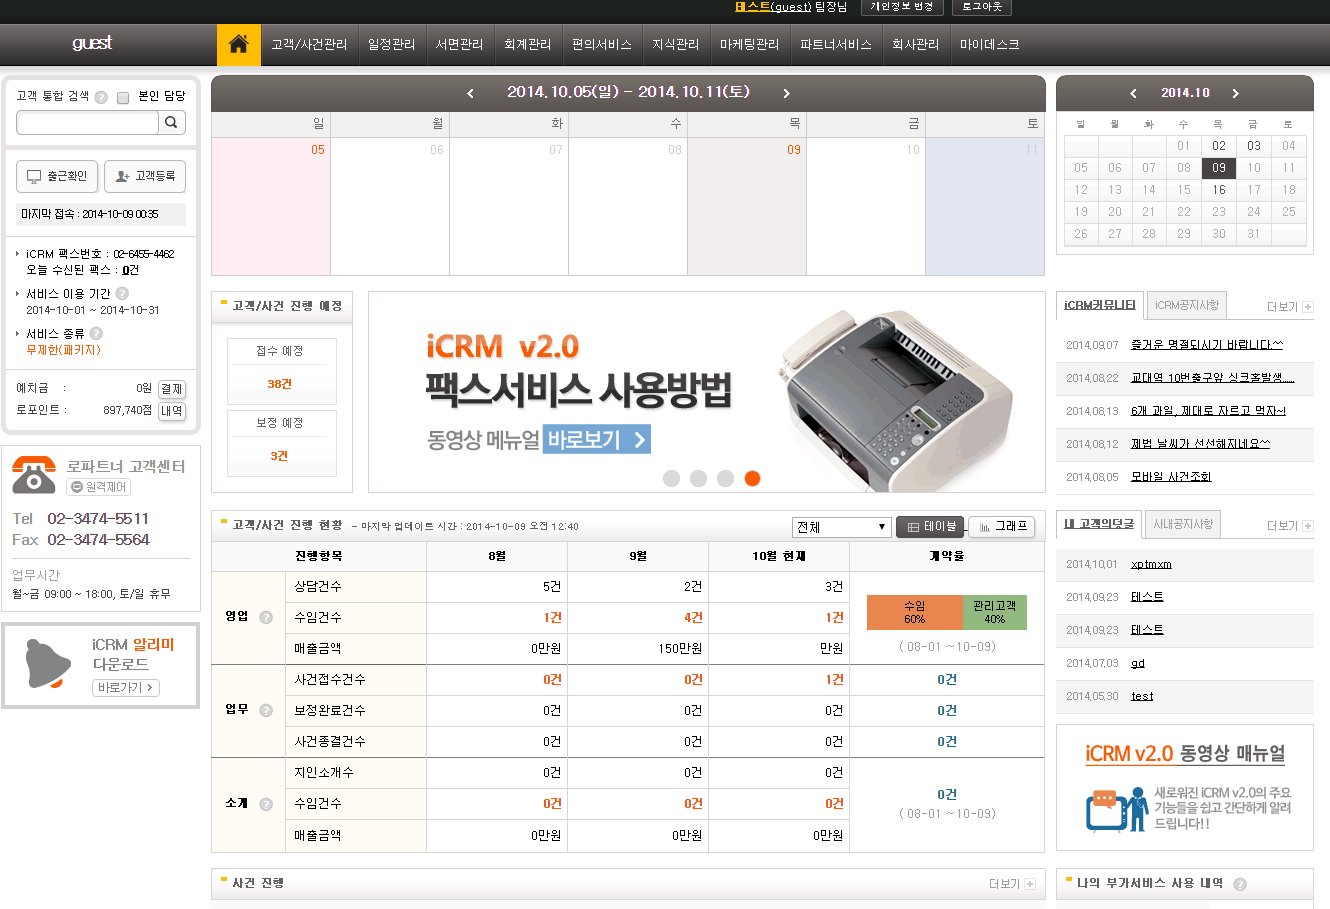 테스트(guest) 팀장님 개인정보 변경 로그아웃
guest 고객/사건관리 일정관리 서면관리 회계관리 편의서비스 지식관리 마케팅관리 파트너서비스 회사관리 마이데스크
고객 통합 검색 ? 본인 담당
출근확인 고객등록
마지막 접속 : 2014-10-09 00:35
iCRM 팩스번호 : 02-6455-4462
오늘 수신된 팩스 : 0건
서비스 이용 기간 ?
2014-10-01 ~ 2014-10-31
서비스 종류 ?
무제한(패키지)
예치금 : 0원 결제
로포인트 : 897,740점 내역
로파트너 고객센터
원격제어
Tel 02-3474-5511
Fax 02-3474-5564
업무시간
월~금 09:00 ~ 18:00, 토/일 휴무
iCRM 알리미
다운로드
바로가기 >
< 2014.10.05(일) - 2014.10.11(토) >
일 월 화 수 목 금 토
05 06 07 08 09 10 11
고객/사건 진행 예정
접수 예정
38건
보정 예정
3건
iCRM v2.0
팩스서비스 사용방법
동영상 메뉴얼 바로보기 >
고객/사건 진행 현황 - 마지막 업데이트 시간 : 2014-10-09 오전 12:40 전체 ▼ 테이블 그래프
진행항목 8월 9월 10월 현재 계약율
영업 ? 상담건수 5건 2건 3건
수임건수 1건 4건 1건
매출금액 0만원 150만원 만원
수임 60% 관리고객 40%
( 08-01 ~ 10-09)
업무 ? 사건접수건수 0건 0건 1건 0건
보정완료건수 0건 0건 0건 0건
사건종결건수 0건 0건 0건 0건
소개 ? 지인소개수 0건 0건 0건
수임건수 0건 0건 0건
매출금액 0만원 0만원 0만원
0건
( 08-01 ~ 10-09)
사건 진행 더보기 +
< 2014.10 >
일 월 화 수 목 금 토
01 02 03 04
05 06 07 08 09 10 11
12 13 14 15 16 17 18
19 20 21 22 23 24 25
26 27 28 29 30 31
iCRM커뮤니티 iCRM공지사항 더보기 +
2014.09.07 즐거운 명절되시기 바랍니다.^^
2014.08.22 교대역 10번출구앞 싱크홀발생.....
2014.08.13 6개 과일, 제대로 자르고 먹자~!
2014.08.12 제법 날씨가 선선해지네요^^
2014.08.05 모바일 사건조회
내 고객의댓글 사내공지사항 더보기 +
2014.10.01 xptmxm
2014.09.23 테스트
2014.09.23 테스트
2014.07.03 gd
2014.05.30 test
iCRM v2.0 동영상 매뉴얼
새로워진 iCRM v2.0의 주요
기능들을 쉽고 간단하게 알려
드립니다!!
나의 부가서비스 사용 내역 ?